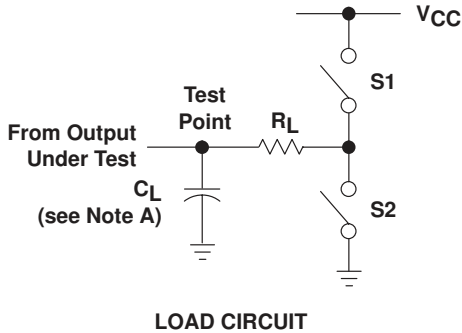 VCC
S1
Test
Point
RL
From Output
Under Test
CL
(see Note A)
S2
LOAD CIRCUIT